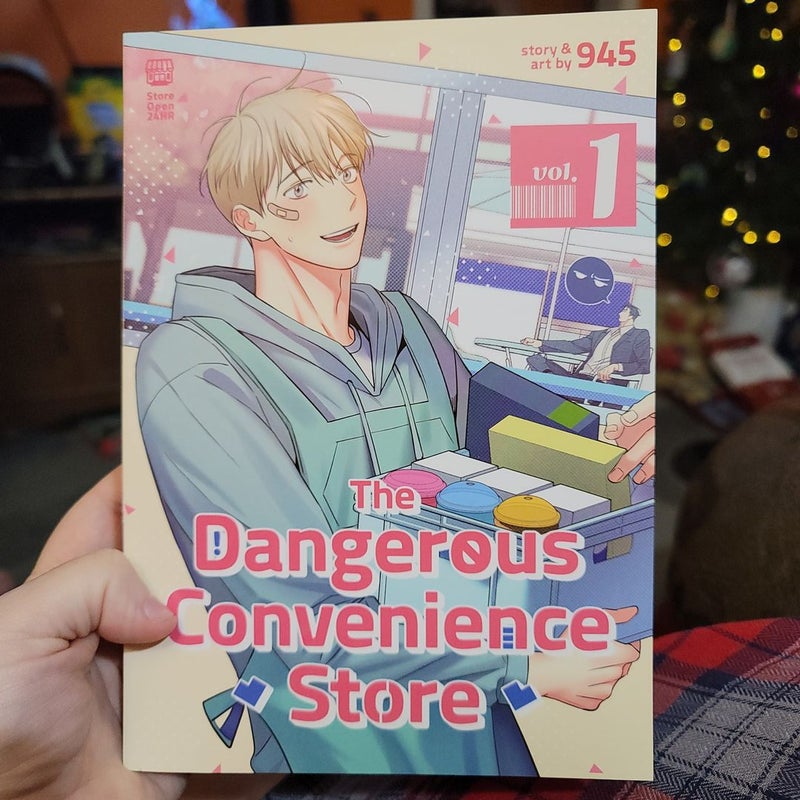 Store
Open
24HR
story &
art by 945
vol. 1
The
Dangerous
Convenience
Store